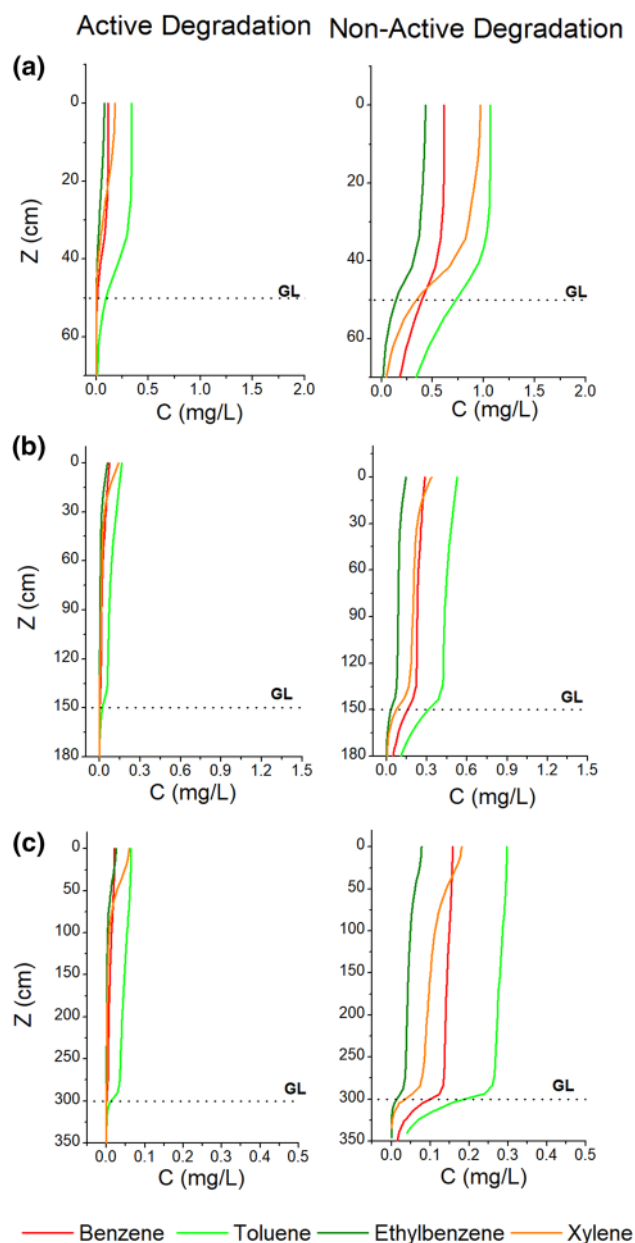 Active Degradation Non-Active Degradation
(a)
0 0
20 20
Z (cm)
40 40
GL GL
60 60
0.0 0.5 1.0 1.5 2.0 0.0 0.5 1.0 1.5 2.0
C (mg/L) C (mg/L)
(b)
0 0
30 30
60 60
Z (cm)
90 90
120 120
GL GL
150 150
180 180
0.0 0.3 0.6 0.9 1.2 1.5 0.0 0.3 0.6 0.9 1.2 1.5
C (mg/L) C (mg/L)
(c)
0 0
50 50
100 100
Z (cm)
150 150
200 200
250 250
GL GL
300 300
350 350
0.0 0.1 0.2 0.3 0.4 0.5 0.0 0.1 0.2 0.3 0.4 0.5
C (mg/L) C (mg/L)
Benzene Toluene Ethylbenzene Xylene